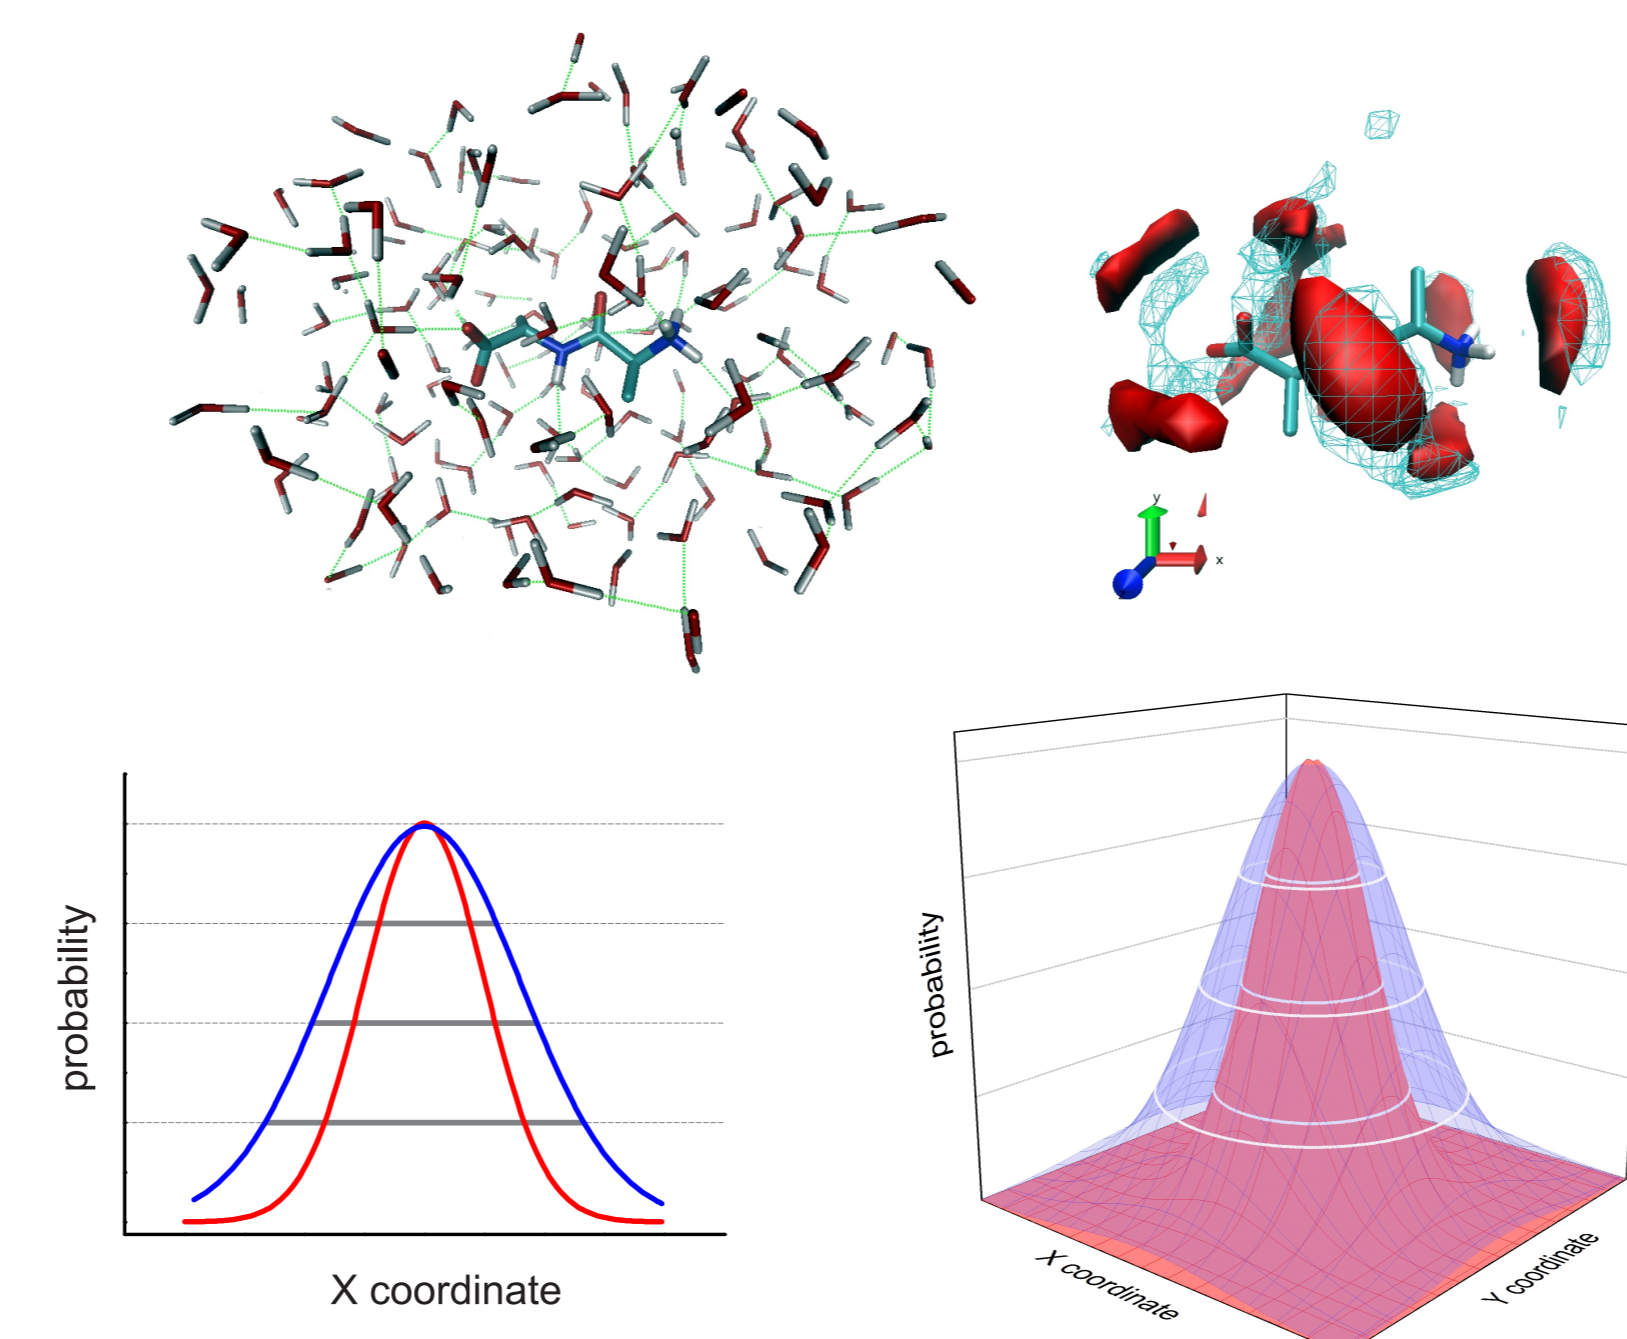 y
x
probability
X coordinate
probability
X coordinate
Y coordinate